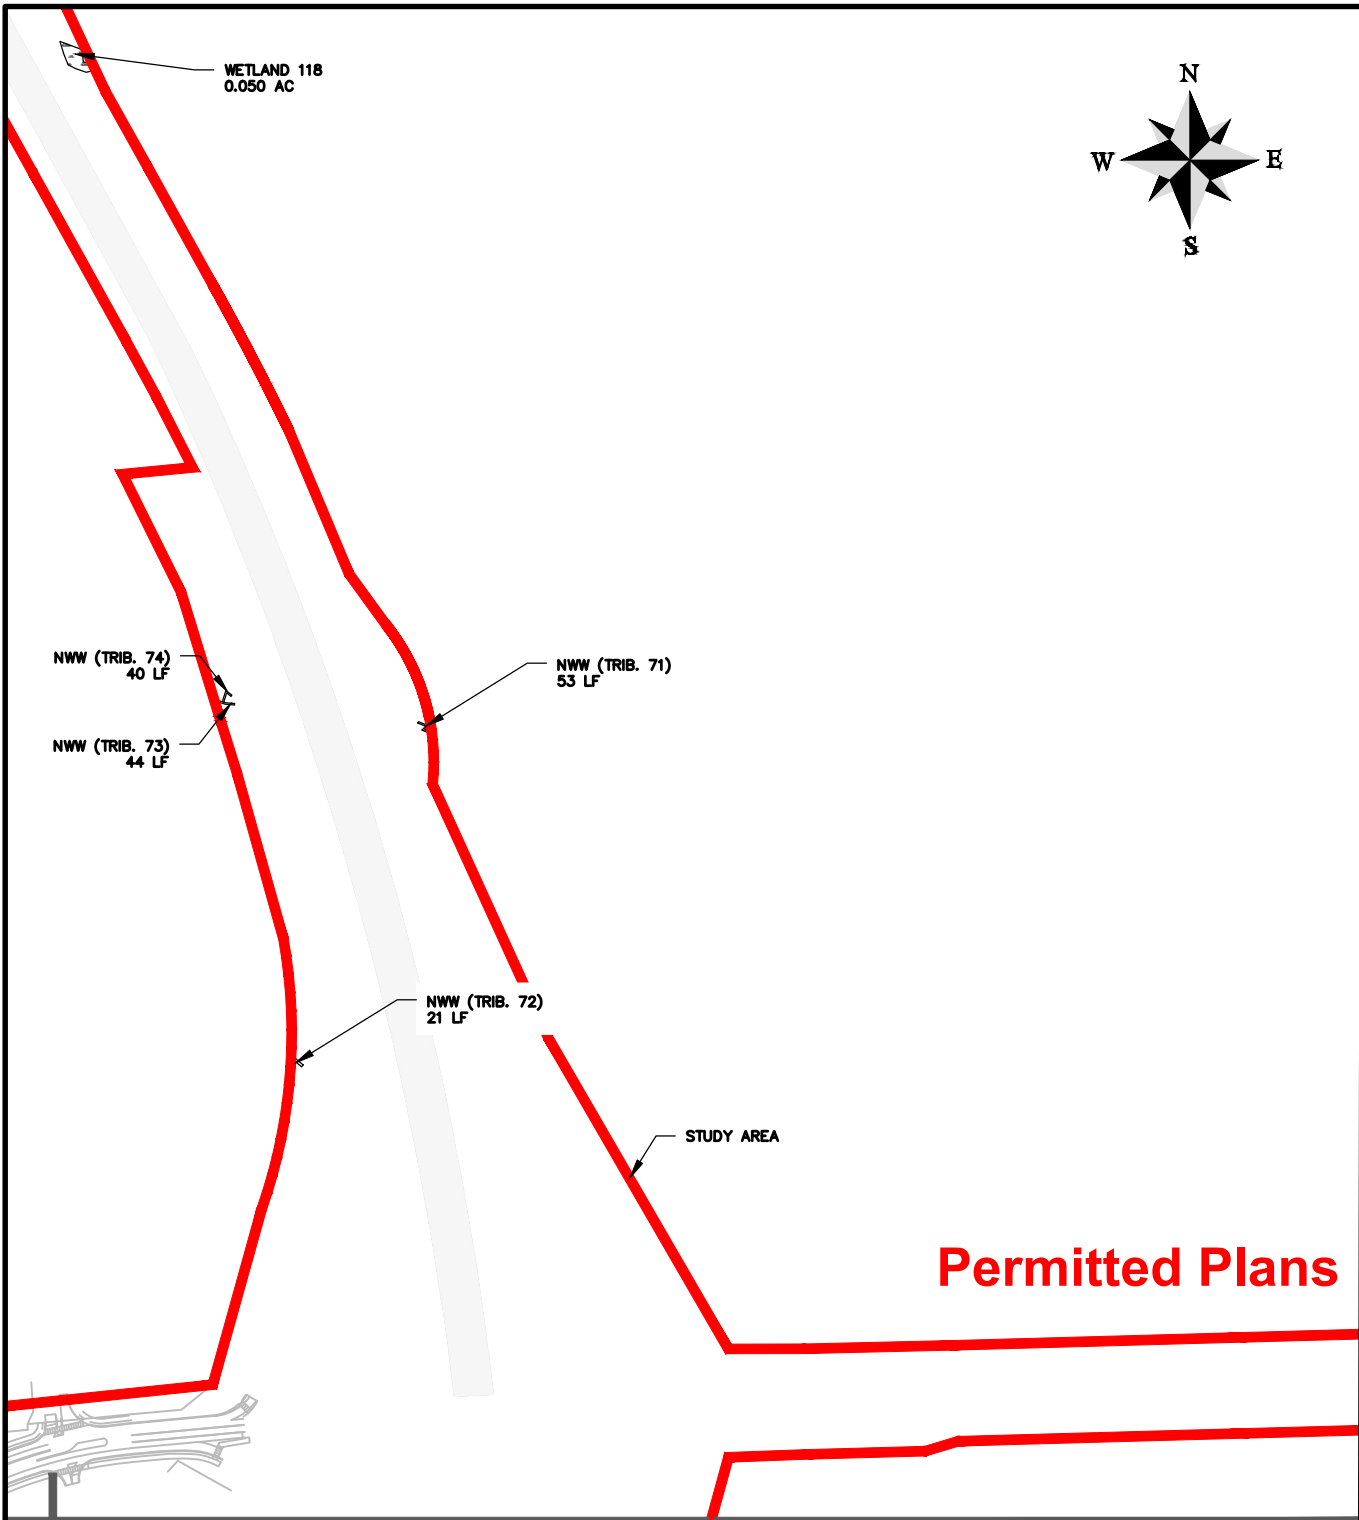 WETLAND 118
0.050 AC
N
W
E
S
NWW (TRIB. 74)
40 LF
NWW (TRIB. 71)
53 LF
NWW (TRIB. 73)
44 LF
NWW (TRIB. 72)
21 LF
STUDY AREA
Permitted Plans